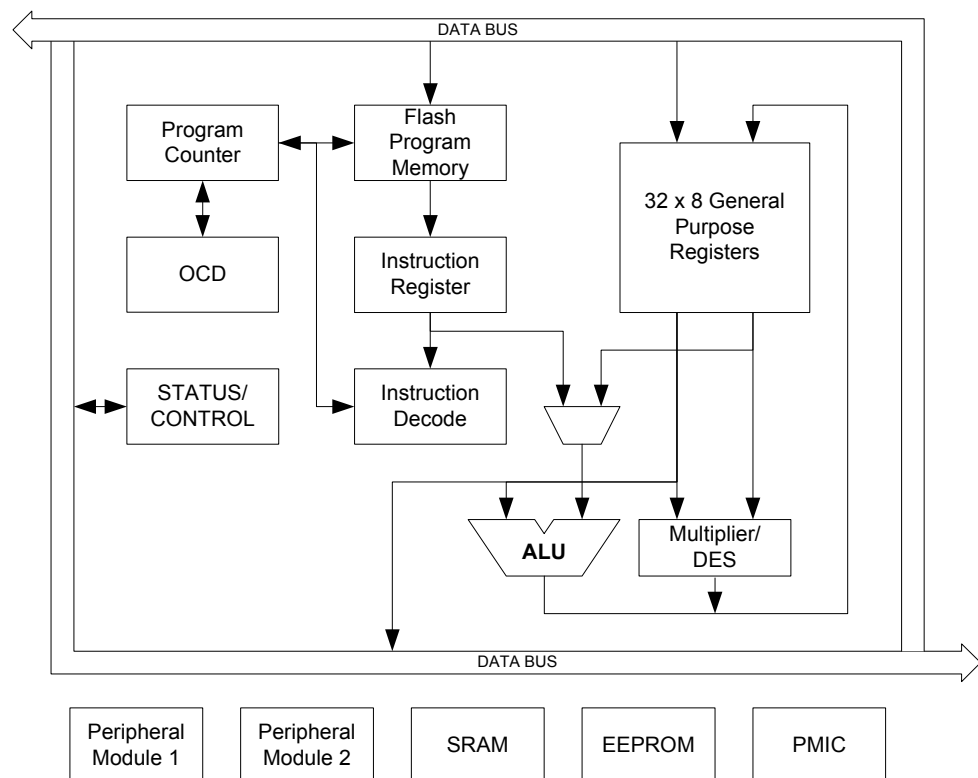 DATA BUS
Program
Counter
Flash
Program
Memory
32 x 8 General
Purpose
Registers
OCD
Instruction
Register
STATUS/
CONTROL
Instruction
Decode
ALU
Multiplier/
DES
DATA BUS
Peripheral
Module 1
Peripheral
Module 2
SRAM
EEPROM
PMIC